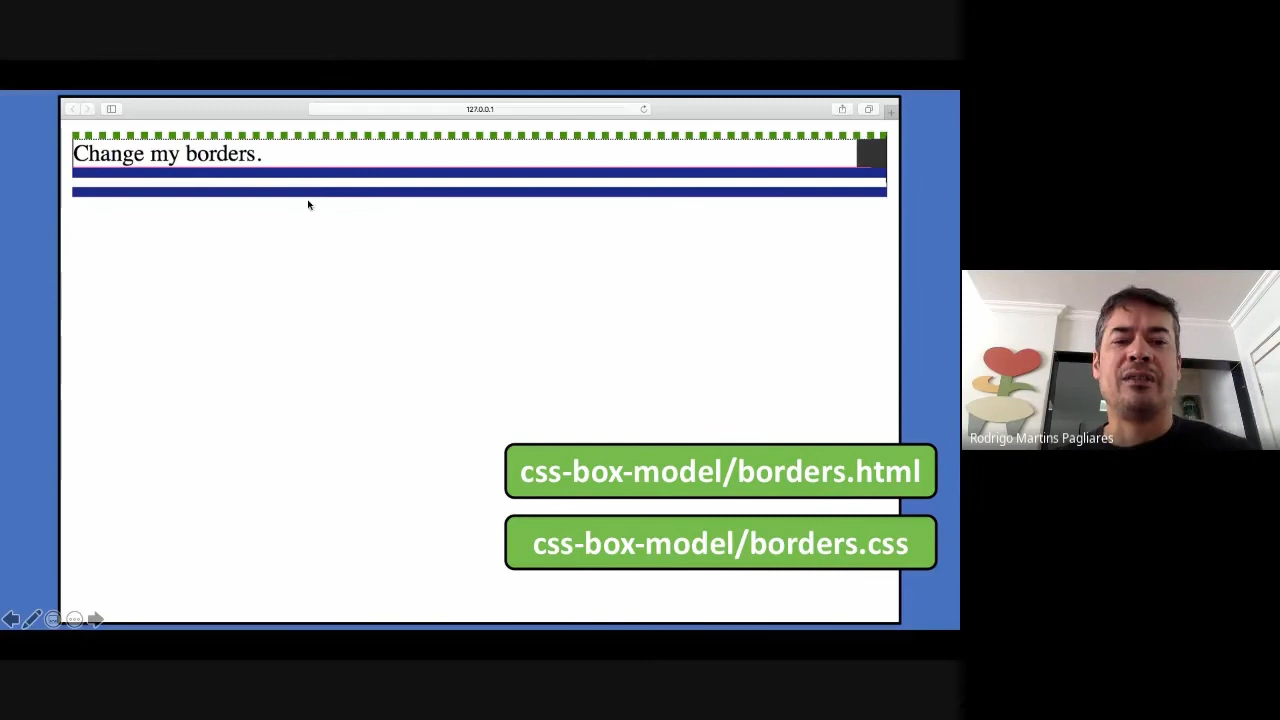 127.0.0.1
Change my borders.
css-box-model/borders.html
css-box-model/borders.css
Rodrigo Martins Pagliares